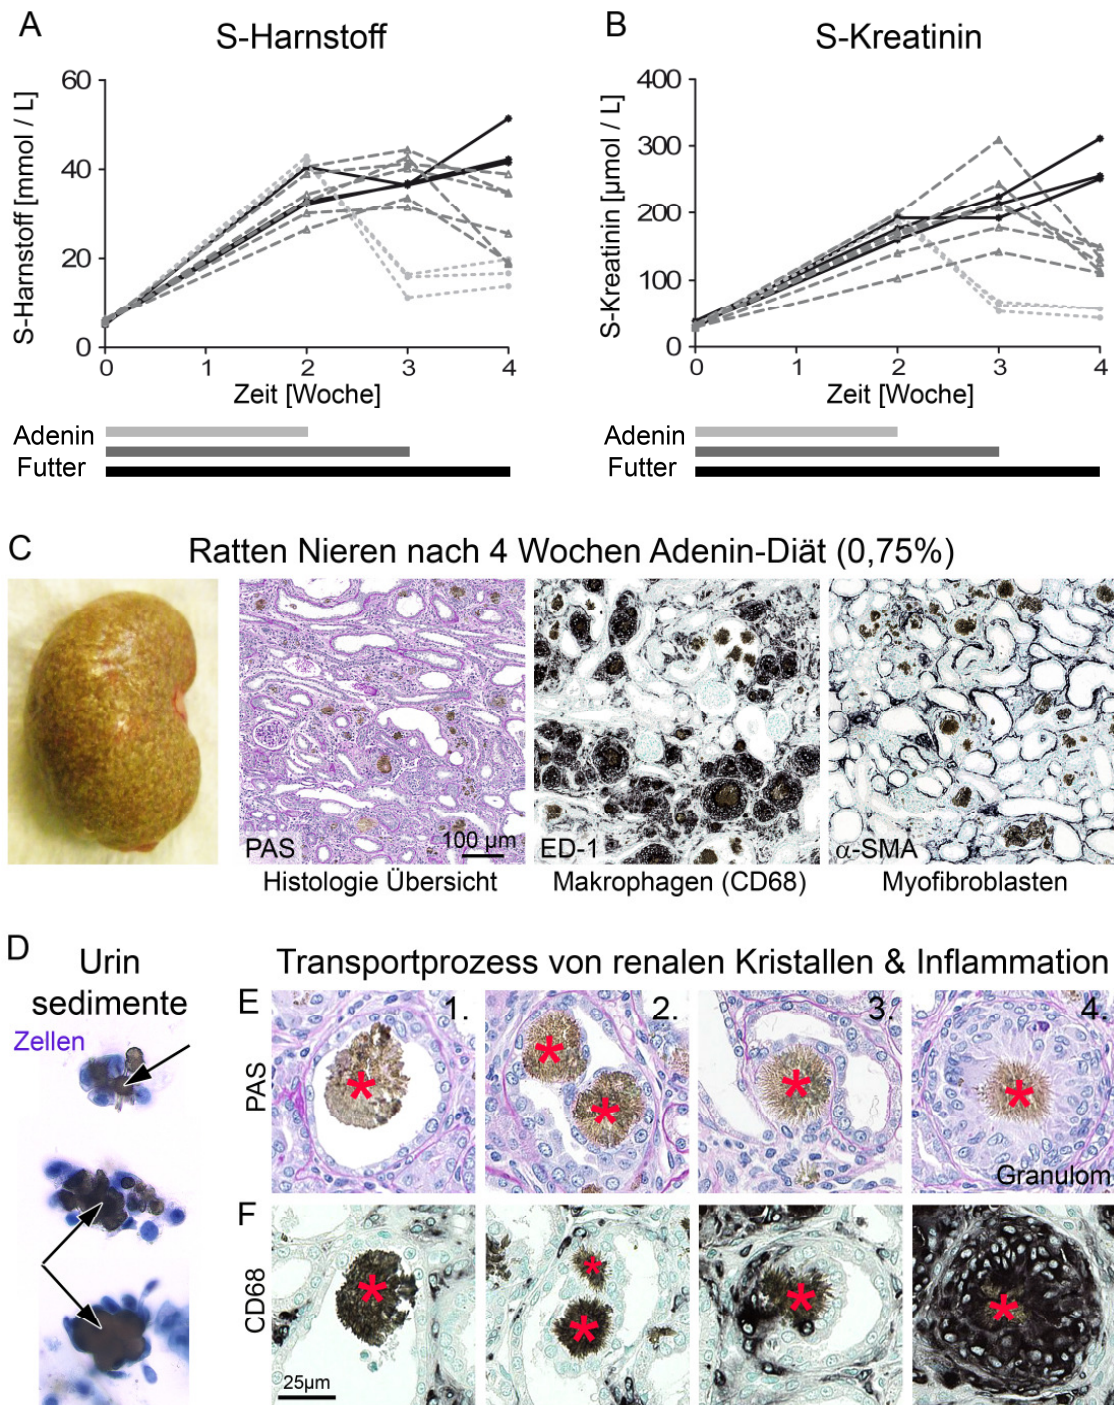 A
S-Harnstoff
S-Harnstoff [mmol / L]
60
40
20
0
0 1 2 3 4
Zeit [Woche]
Adenin
Futter
B
S-Kreatinin
S-Kreatinin [µmol / L]
400
300
200
100
0
0 1 2 3 4
Zeit [Woche]
Adenin
Futter
C
Ratten Nieren nach 4 Wochen Adenin-Diät (0,75%)
PAS
100 µm
Histologie Übersicht
ED-1
Makrophagen (CD68)
α-SMA
Myofibroblasten
D
Urin
sedimente
Zellen
Transportprozess von renalen Kristallen & Inflammation
E
PAS
1.
*
2.
* *
3.
*
4.
*
Granulom
F
CD68
*
* *
*
*
25µm